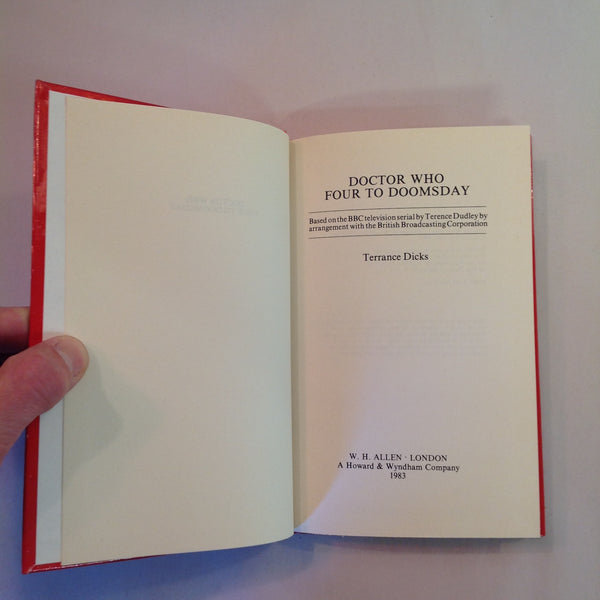 DOCTOR WHO
FOUR TO DOOMSDAY
Based on the BBC television serial by Terence Dudley by
arrangement with the British Broadcasting Corporation
Terrance Dicks
W. H. ALLEN · LONDON
A Howard & Wyndham Company
1983